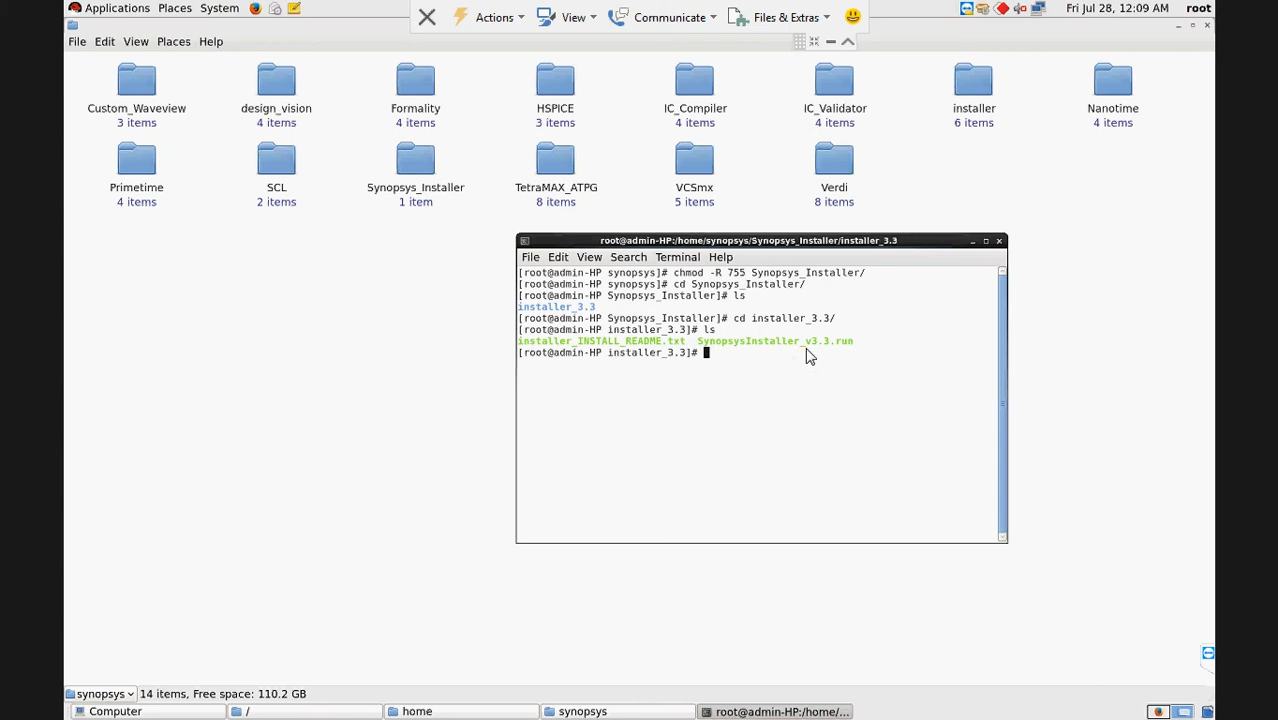 Applications Places System
Actions View Communicate Files & Extras
Fri Jul 28, 12:09 AM root
File Edit View Places Help
Custom_Waveview design_vision Formality HSPICE IC_Compiler IC_Validator installer Nanotime
3 items 4 items 4 items 3 items 4 items 4 items 6 items 4 items
Primetime SCL Synopsys_Installer TetraMAX_ATPG VCSmx Verdi
4 items 2 items 1 item 8 items 5 items 8 items
root@admin-HP:/home/synopsys/Synopsys_Installer/installer_3.3
File Edit View Search Terminal Help
[root@admin-HP synopsys]# chmod -R 755 Synopsys_Installer/
[root@admin-HP synopsys]# cd Synopsys_Installer/
[root@admin-HP Synopsys_Installer]# ls
installer_3.3
[root@admin-HP Synopsys_Installer]# cd installer_3.3/
[root@admin-HP installer_3.3]# ls
installer_INSTALL_README.txt SynopsysInstaller_v3.3.run
[root@admin-HP installer_3.3]#
synopsys 14 items, Free space: 110.2 GB
Computer / home synopsys root@admin-HP:/home/...